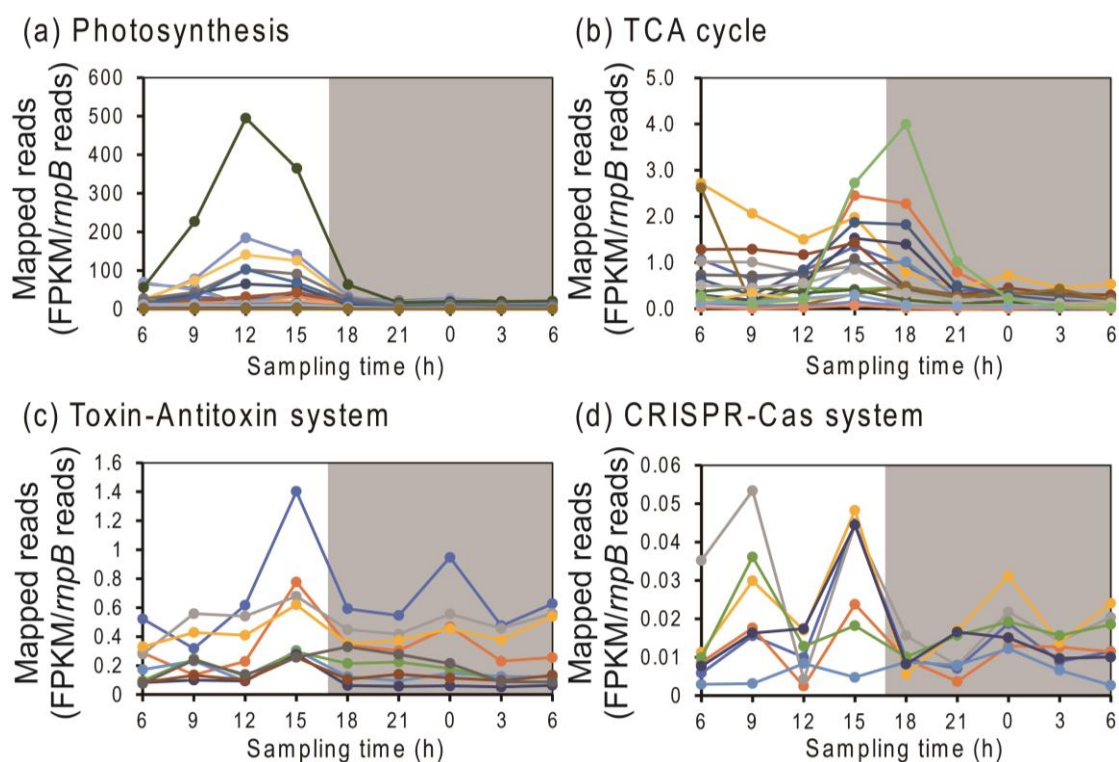 (a) Photosynthesis
Mapped reads
(FPKM/rnpB reads)
600
500
400
300
200
100
0
6 9 12 15 18 21 0 3 6
Sampling time (h)
(b) TCA cycle
Mapped reads
(FPKM/rnpB reads)
5.0
4.0
3.0
2.0
1.0
0.0
6 9 12 15 18 21 0 3 6
Sampling time (h)
(c) Toxin-Antitoxin system
Mapped reads
(FPKM/rnpB reads)
1.6
1.4
1.2
1
0.8
0.6
0.4
0.2
0
6 9 12 15 18 21 0 3 6
Sampling time (h)
(d) CRISPR-Cas system
Mapped reads
(FPKM/rnpB reads)
0.06
0.05
0.04
0.03
0.02
0.01
0
6 9 12 15 18 21 0 3 6
Sampling time (h)